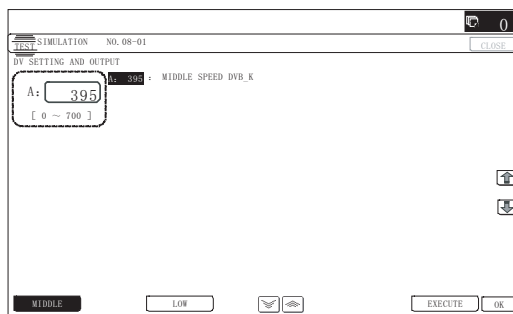 0
TEST SIMULATION NO. 08-01
CLOSE
DV SETTING AND OUTPUT
A: 395 : MIDDLE SPEED DVB_K
A: 395
[ 0 ～ 700 ]
MIDDLE LOW EXECUTE OK